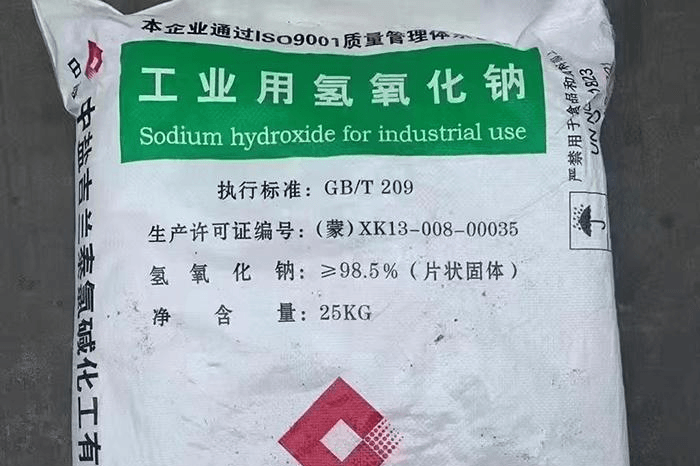 本企业通过ISO9001质量管理体系
工业用氢氧化钠
Sodium hydroxide for industrial use
执行标准：GB/T 209
生产许可证编号：(蒙）XK13-008-00035
氢氧化钠：≥98.5%（片状固体）
净含量：25KG
中盐吉兰泰氯碱化工有
严禁用于食品和
UN No 1823